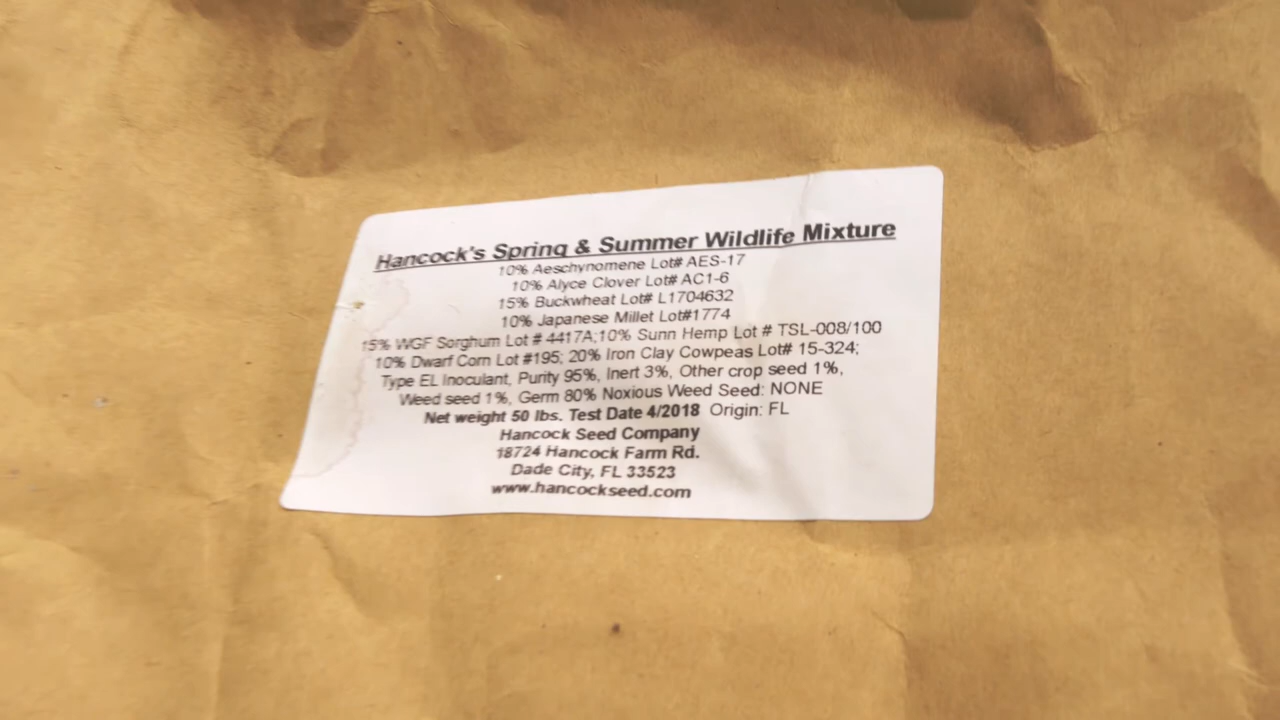 Hancock's Spring & Summer Wildlife Mixture
10% Aeschynomene Lot# AES-17
10% Alyce Clover Lot# AC1-6
15% Buckwheat Lot# L1704632
10% Japanese Millet Lot#1774
15% WGF Sorghum Lot # 4417A;10% Sunn Hemp Lot # TSL-008/100
10% Dwarf Corn Lot #195; 20% Iron Clay Cowpeas Lot# 15-324;
Type EL Inoculant, Purity 95%, Inert 3%, Other crop seed 1%,
Weed seed 1%, Germ 80% Noxious Weed Seed: NONE
Net weight 50 lbs. Test Date 4/2018 Origin: FL
Hancock Seed Company
18724 Hancock Farm Rd.
Dade City, FL 33523
www.hancockseed.com